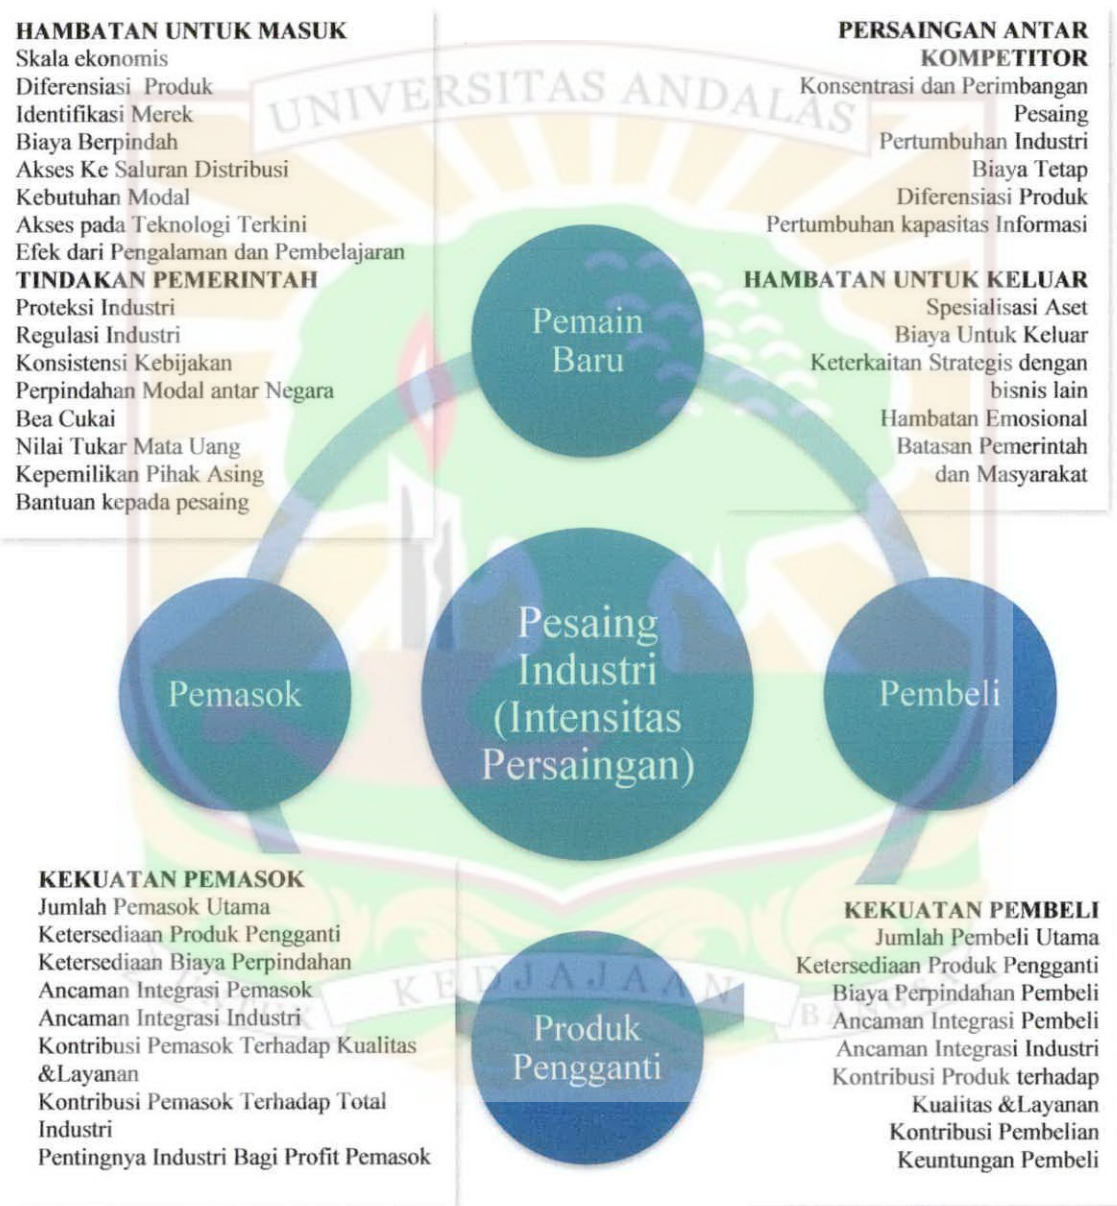 HAMBATAN UNTUK MASUK
Skala ekonomis
Diferensiasi Produk
Identifikasi Merek
Biaya Berpindah
Akses Ke Saluran Distribusi
Kebutuhan Modal
Akses pada Teknologi Terkini
Efek dari Pengalaman dan Pembelajaran
TINDAKAN PEMERINTAH
Proteksi Industri
Regulasi Industri
Konsistensi Kebijakan
Perpindahan Modal antar Negara
Bea Cukai
Nilai Tukar Mata Uang
Kepemilikan Pihak Asing
Bantuan kepada pesaing
PERSAINGAN ANTAR
KOMPETITOR
Konsentrasi dan Perimbangan
Pesaing
Pertumbuhan Industri
Biaya Tetap
Diferensiasi Produk
Pertumbuhan kapasitas Informasi
HAMBATAN UNTUK KELUAR
Spesialisasi Aset
Biaya Untuk Keluar
Keterkaitan Strategis dengan
bisnis lain
Hambatan Emosional
Batasan Pemerintah
dan Masyarakat
UNIVERSITAS ANDALAS
Pemain
Baru
Pemasok
Pesaing
Industri
(Intensitas
Persaingan)
Pembeli
KEKUATAN PEMASOK
Jumlah Pemasok Utama
Ketersediaan Produk Pengganti
Ketersediaan Biaya Perpindahan
Ancaman Integrasi Pemasok
Ancaman Integrasi Industri
Kontribusi Pemasok Terhadap Kualitas
&Layanan
Kontribusi Pemasok Terhadap Total
Industri
Pentingnya Industri Bagi Profit Pemasok
KEDJAJAAN
Produk
Pengganti
KEKUATAN PEMBELI
Jumlah Pembeli Utama
Ketersediaan Produk Pengganti
Biaya Perpindahan Pembeli
Ancaman Integrasi Pembeli
Ancaman Integrasi Industri
Kontribusi Produk terhadap
Kualitas &Layanan
Kontribusi Pembelian
Keuntungan Pembeli